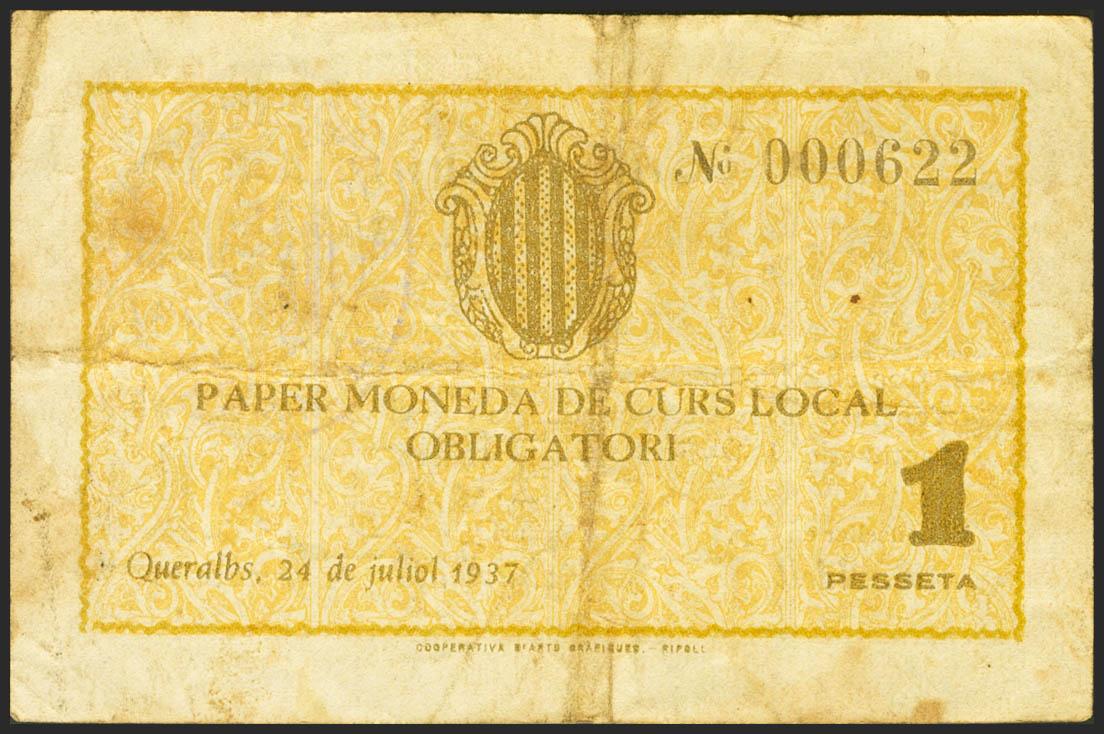 Nº 000622
PAPER MONEDA DE CURS LOCAL
OBLIGATORI
1
PESSETA
Queralbs, 24 de juliol 1937
COOPERATIVA D'ARTS GRÀFIQUES. - RIPOLL